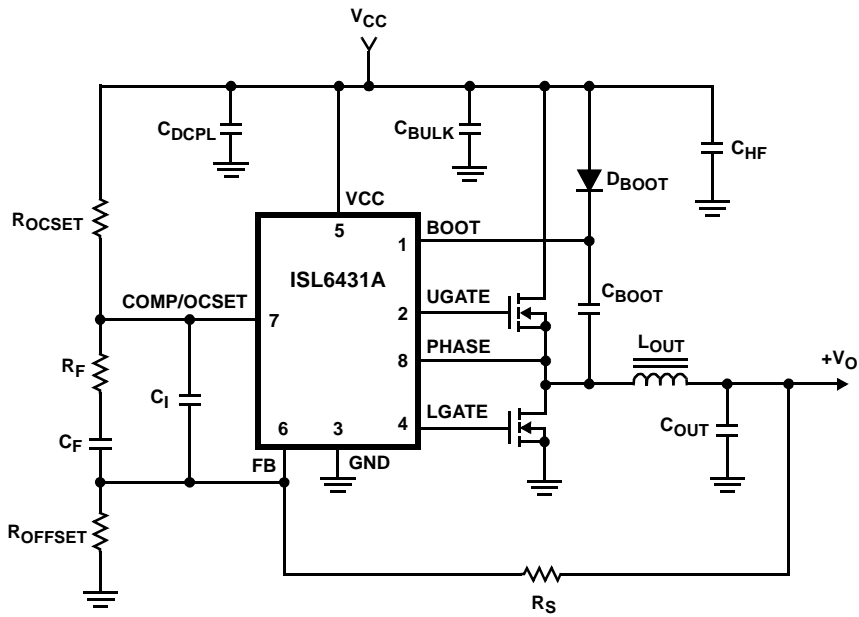 VCC
CDCPL
CBULK
CHF
DBOOT
ROCSET
VCC
5
1
BOOT
ISL6431A
COMP/OCSET
7
2
UGATE
CBOOT
8
PHASE
LOUT
+VO
RF
CI
4
LGATE
COUT
CF
6
3
FB
GND
ROFFSET
RS